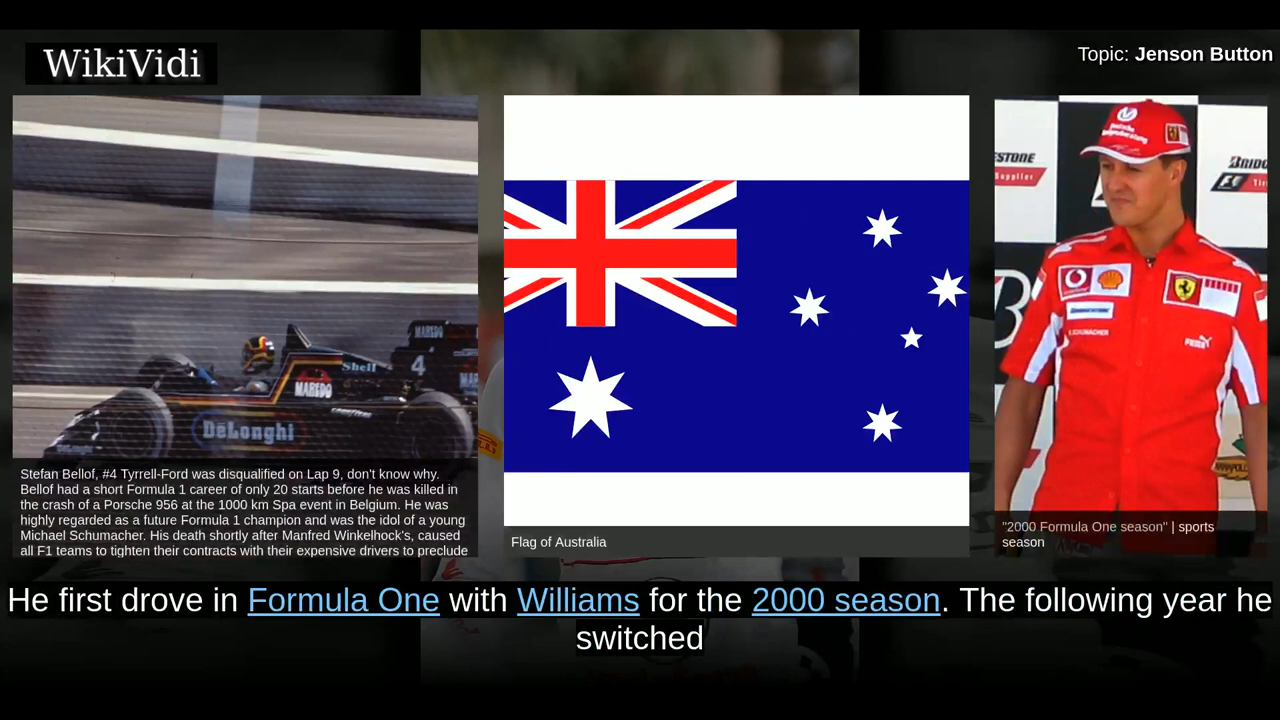 WikiVidi
Topic: Jenson Button
MAREDO
Shell
4
MAREDO
DeLonghi
Stefan Bellof, #4 Tyrrell-Ford was disqualified on Lap 9, don't know why.
Bellof had a short Formula 1 career of only 20 starts before he was killed in
the crash of a Porsche 956 at the 1000 km Spa event in Belgium. He was
highly regarded as a future Formula 1 champion and was the idol of a young
Michael Schumacher. His death shortly after Manfred Winkelhock's, caused
all F1 teams to tighten their contracts with their expensive drivers to preclude
Flag of Australia
"2000 Formula One season" | sports
season
He first drove in Formula One with Williams for the 2000 season. The following year he
switched